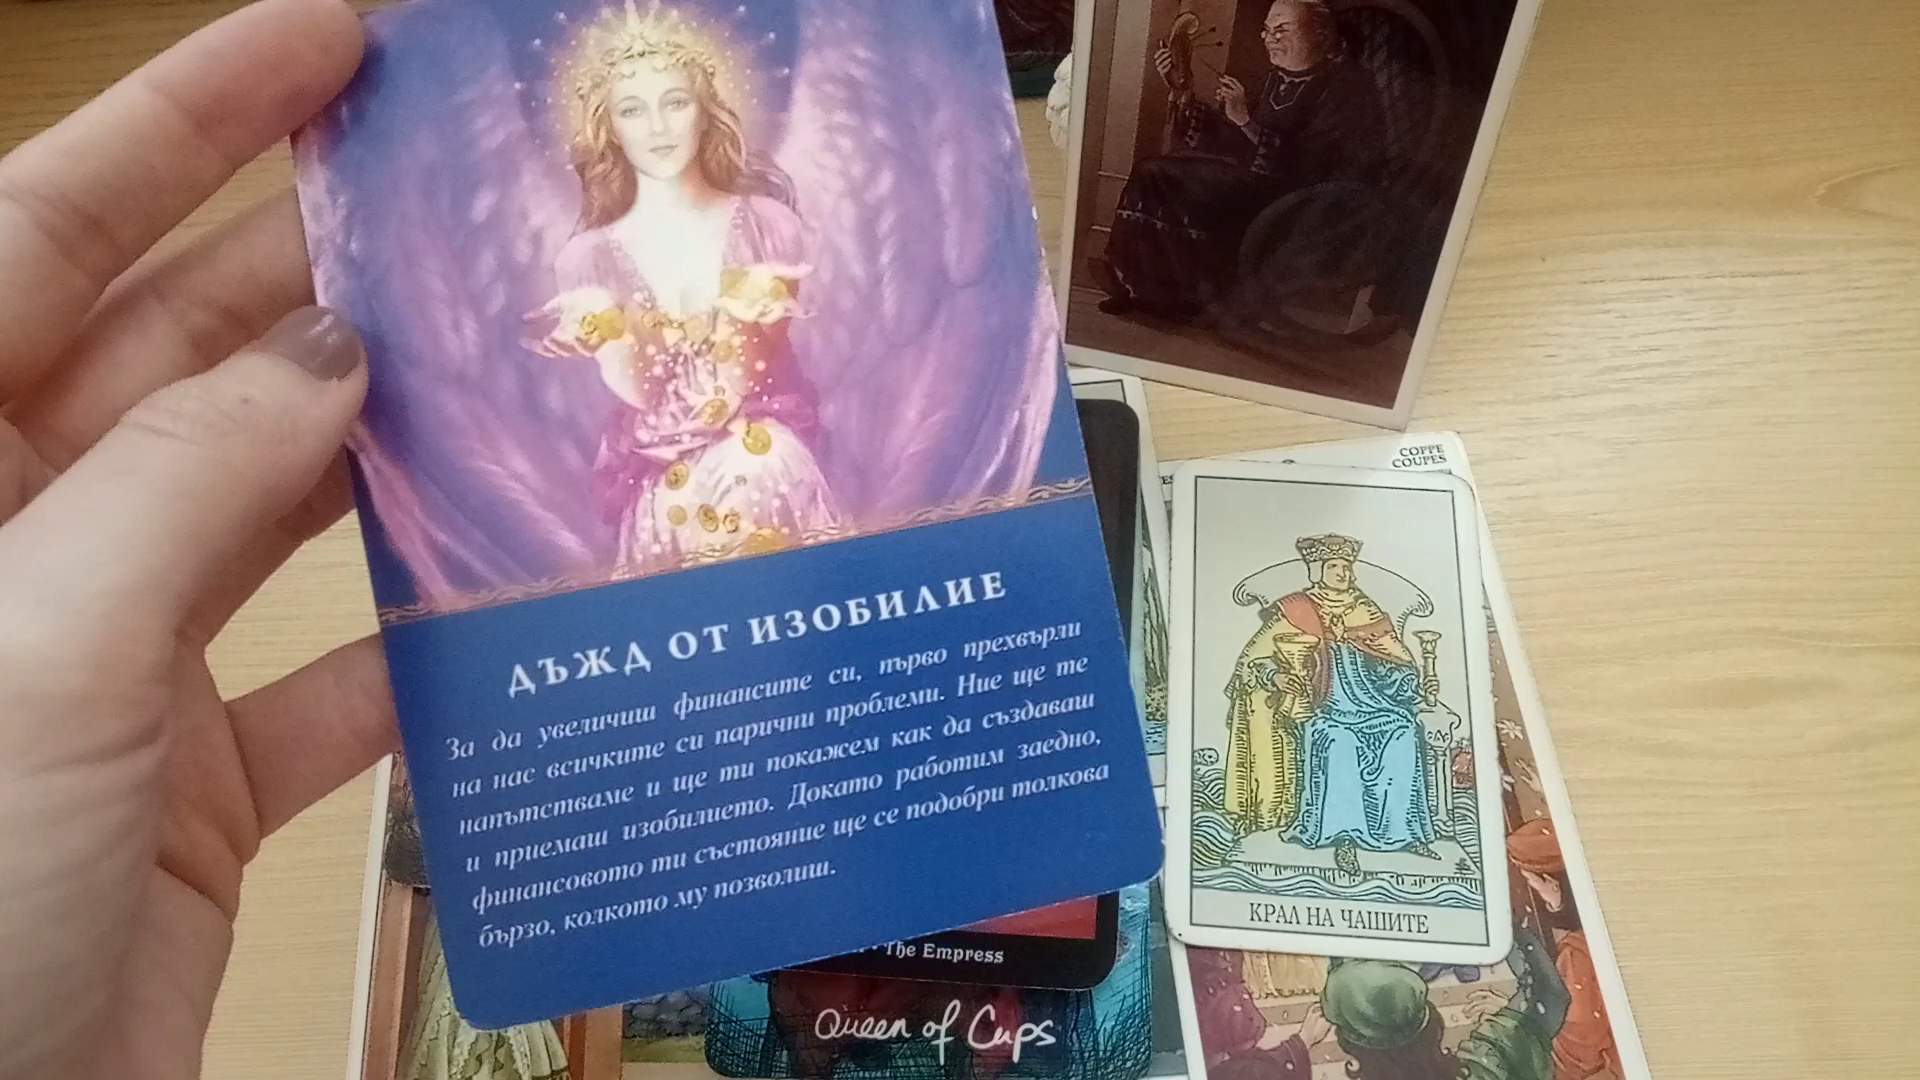 ДЪЖД ОТ ИЗОБИЛИЕ
За да увеличиш финансите си, първо прехвърли
на нас всичките си парични проблеми. Ние ще те
напътстваме и ще ти покажем как да създаваш
и приемаш изобилието. Докато работим заедно,
финансовото ти състояние ще се подобри толкова
бързо, колкото му позволиш.
COPPE
COUPES
КРАЛ НА ЧАШИТЕ
The Empress
Queen of Cups